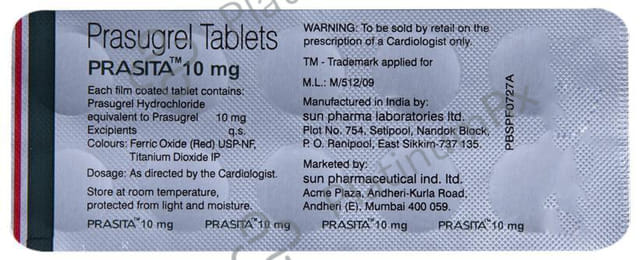 Prasugrel Tablets
PRASITA™ 10 mg
Each film coated tablet contains:
Prasugrel Hydrochloride
equivalent to Prasugrel 10 mg
Excipients q.s.
Colours: Ferric Oxide (Red) USP-NF,
Titanium Dioxide IP
Dosage: As directed by the Cardiologist.
Store at room temperature,
protected from light and moisture.
WARNING: To be sold by retail on the
prescription of a Cardiologist only.
TM - Trademark applied for
M.L.: M/512/09
Manufactured in India by:
sun pharma laboratories ltd.
Plot No. 754, Setipool, Nandok Block,
P. O. Ranipool, East Sikkim-737 135.
Marketed by:
sun pharmaceutical ind. ltd.
Acme Plaza, Andheri-Kurla Road,
Andheri (E), Mumbai 400 059.
PBSPF0727A
PRASITA™ 10 mg PRASITA™ 10 mg PRASITA™ 10 mg PRASITA™ 10 mg